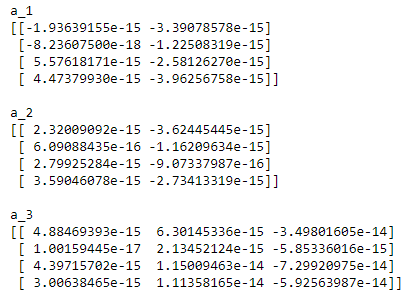 a_1
[[-1.93639155e-15 -3.39078578e-15]
 [-8.23607500e-18 -1.22508319e-15]
 [ 5.57618171e-15 -2.58126270e-15]
 [ 4.47379930e-15 -3.96256758e-15]]
a_2
[[ 2.32009092e-15 -3.62445445e-15]
 [ 6.09088435e-16 -1.16209634e-15]
 [ 2.79925284e-15 -9.07337987e-16]
 [ 3.59046078e-15 -2.73413319e-15]]
a_3
[[ 4.88469393e-15  6.30145336e-15 -3.49801605e-14]
 [ 1.00159445e-17  2.13452124e-15 -5.85336016e-15]
 [ 4.39715702e-15  1.15009463e-14 -7.29920975e-14]
 [ 3.00638465e-15  1.11358165e-14 -5.92563987e-14]]